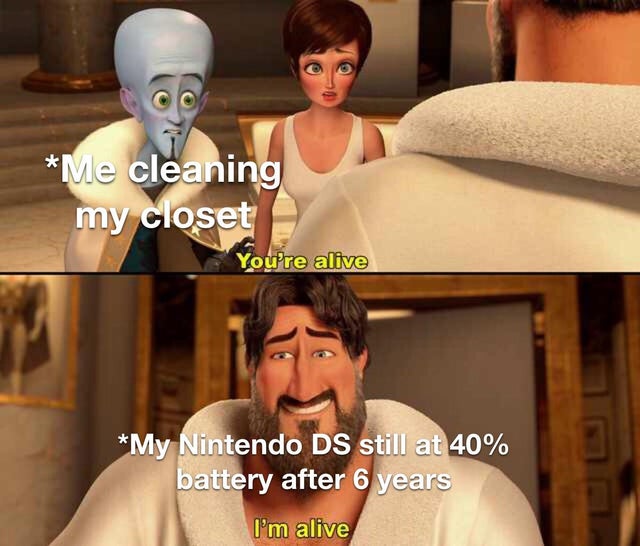 *Me cleaning
my closet
You're alive
*My Nintendo DS still at 40%
battery after 6 years
I'm alive